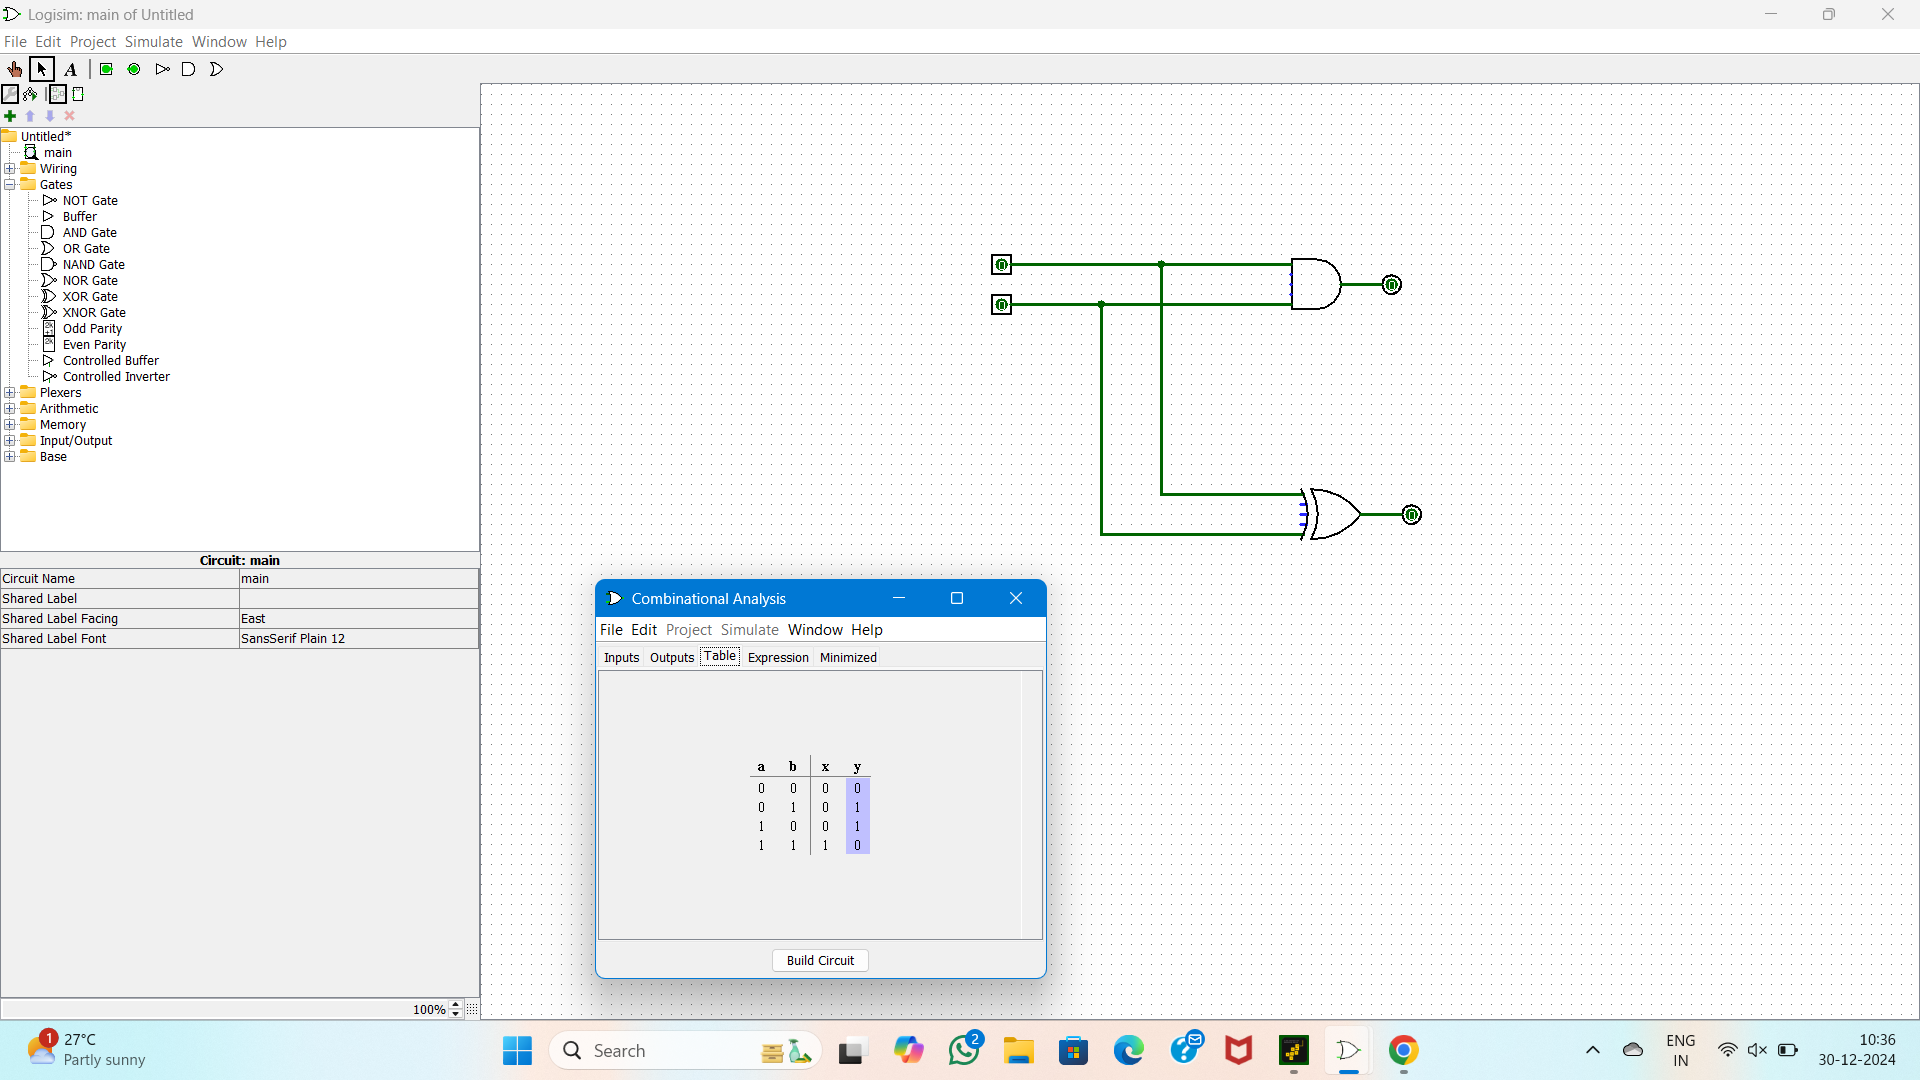 Logisim: main of Untitled
File Edit Project Simulate Window Help
A
Untitled*
main
Wiring
Gates
NOT Gate
Buffer
AND Gate
OR Gate
NAND Gate
NOR Gate
XOR Gate
XNOR Gate
Odd Parity
Even Parity
Controlled Buffer
Controlled Inverter
Plexers
Arithmetic
Memory
Input/Output
Base
Circuit: main
Circuit Name main
Shared Label
Shared Label Facing East
Shared Label Font SansSerif Plain 12
100%
0
0
0
0
Combinational Analysis
File Edit Project Simulate Window Help
Inputs Outputs Table Expression Minimized
a b x y
0 0 0 0
0 1 0 1
1 0 0 1
1 1 1 0
Build Circuit
1
27°C
Partly sunny
Search
2
ENG
IN
10:36
30-12-2024